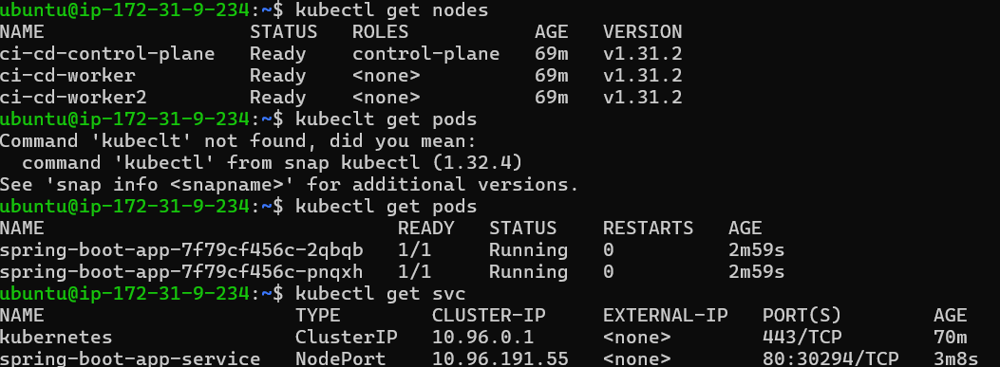 ubuntu@ip-172-31-9-234:~$ kubectl get nodes
NAME                  STATUS   ROLES           AGE   VERSION
ci-cd-control-plane   Ready    control-plane   69m   v1.31.2
ci-cd-worker          Ready    <none>          69m   v1.31.2
ci-cd-worker2         Ready    <none>          69m   v1.31.2
ubuntu@ip-172-31-9-234:~$ kubeclt get pods
Command 'kubeclt' not found, did you mean:
  command 'kubectl' from snap kubectl (1.32.4)
See 'snap info <snapname>' for additional versions.
ubuntu@ip-172-31-9-234:~$ kubectl get pods
NAME                               READY   STATUS    RESTARTS   AGE
spring-boot-app-7f79cf456c-2qbqb   1/1     Running   0          2m59s
spring-boot-app-7f79cf456c-pnqxh   1/1     Running   0          2m59s
ubuntu@ip-172-31-9-234:~$ kubectl get svc
NAME                      TYPE        CLUSTER-IP     EXTERNAL-IP   PORT(S)        AGE
kubernetes                ClusterIP   10.96.0.1      <none>        443/TCP        70m
spring-boot-app-service   NodePort    10.96.191.55   <none>        80:30294/TCP   3m8s